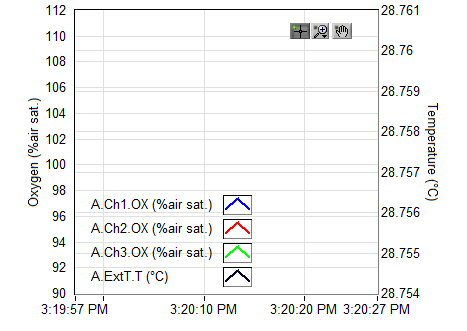 112
110
108
106
104
102
100
98
96
94
92
90
Oxygen (%air sat.)
28.761
28.76
28.759
28.758
28.757
28.756
28.755
28.754
Temperature (°C)
A.Ch1.OX (%air sat.)
A.Ch2.OX (%air sat.)
A.Ch3.OX (%air sat.)
A.ExtT.T (°C)
3:19:57 PM 3:20:10 PM 3:20:20 PM 3:20:27 PM